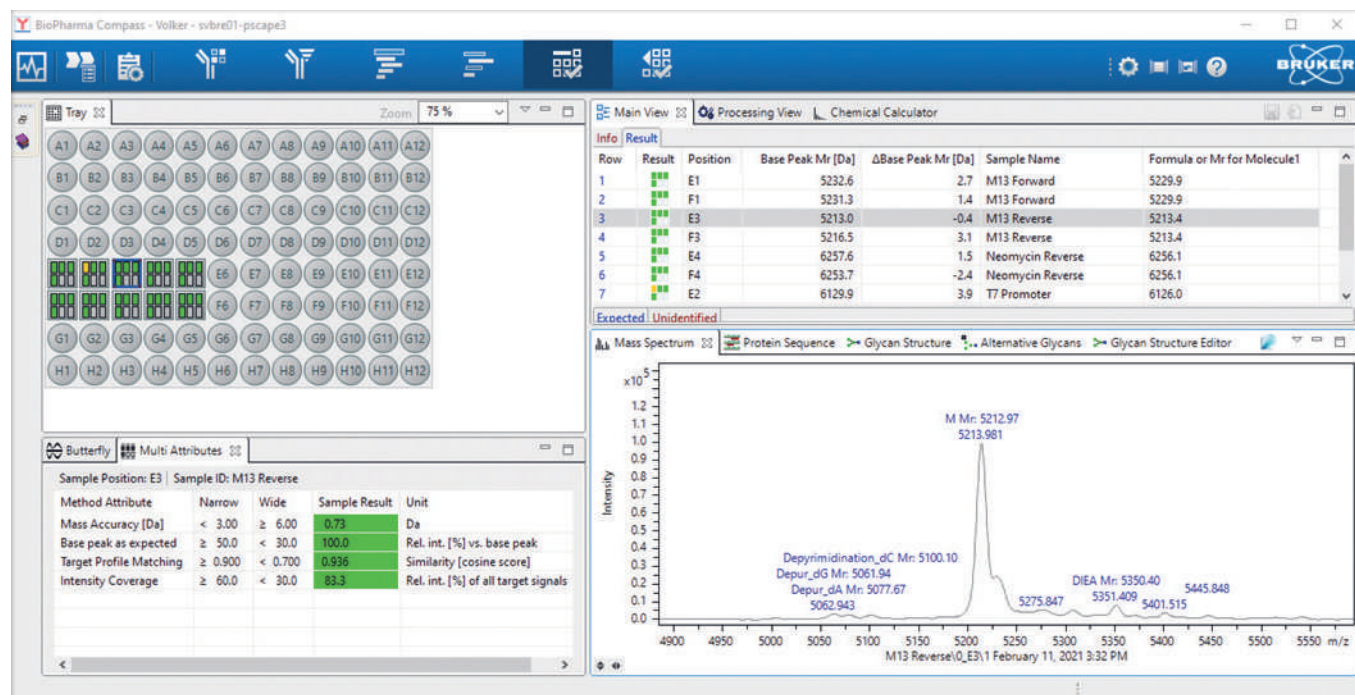 BioPharma Compass - Volker - svbre01-pscape3
BRUKER
Tray
Zoom 75 %
A1 A2 A3 A4 A5 A6 A7 A8 A9 A10 A11 A12
B1 B2 B3 B4 B5 B6 B7 B8 B9 B10 B11 B12
C1 C2 C3 C4 C5 C6 C7 C8 C9 C10 C11 C12
D1 D2 D3 D4 D5 D6 D7 D8 D9 D10 D11 D12
E6 E7 E8 E9 E10 E11 E12
F6 F7 F8 F9 F10 F11 F12
G1 G2 G3 G4 G5 G6 G7 G8 G9 G10 G11 G12
H1 H2 H3 H4 H5 H6 H7 H8 H9 H10 H11 H12
Butterfly Multi Attributes
Sample Position: E3 Sample ID: M13 Reverse
Method Attribute Narrow Wide Sample Result Unit
Mass Accuracy [Da] < 3.00 ≥ 6.00 0.73 Da
Base peak as expected ≥ 50.0 < 30.0 100.0 Rel. int. [%] vs. base peak
Target Profile Matching ≥ 0.900 < 0.700 0.936 Similarity [cosine score]
Intensity Coverage ≥ 60.0 < 30.0 83.3 Rel. int. [%] of all target signals
Main View Processing View Chemical Calculator
Info Result
Row Result Position Base Peak Mr [Da] ΔBase Peak Mr [Da] Sample Name Formula or Mr for Molecule1
1 E1 5232.6 2.7 M13 Forward 5229.9
2 F1 5231.3 1.4 M13 Forward 5229.9
3 E3 5213.0 -0.4 M13 Reverse 5213.4
4 F3 5216.5 3.1 M13 Reverse 5213.4
5 E4 6257.6 1.5 Neomycin Reverse 6256.1
6 F4 6253.7 -2.4 Neomycin Reverse 6256.1
7 E2 6129.9 3.9 T7 Promoter 6126.0
Expected Unidentified
Mass Spectrum Protein Sequence Glycan Structure Alternative Glycans Glycan Structure Editor
x10^5
Intensity
1.2
1.1
1.0
0.9
0.8
0.7
0.6
0.5
0.4
0.3
0.2
0.1
0.0
M Mr: 5212.97
5213.981
Depyrimidination_dC Mr: 5100.10
Depur_dG Mr: 5061.94
Depur_dA Mr: 5077.67
5062.943
5275.847
DIEA Mr: 5350.40
5351.409
5401.515
5445.848
4900 4950 5000 5050 5100 5150 5200 5250 5300 5350 5400 5450 5500 5550 m/z
M13 Reverse\0_E3\1 February 11, 2021 3:32 PM